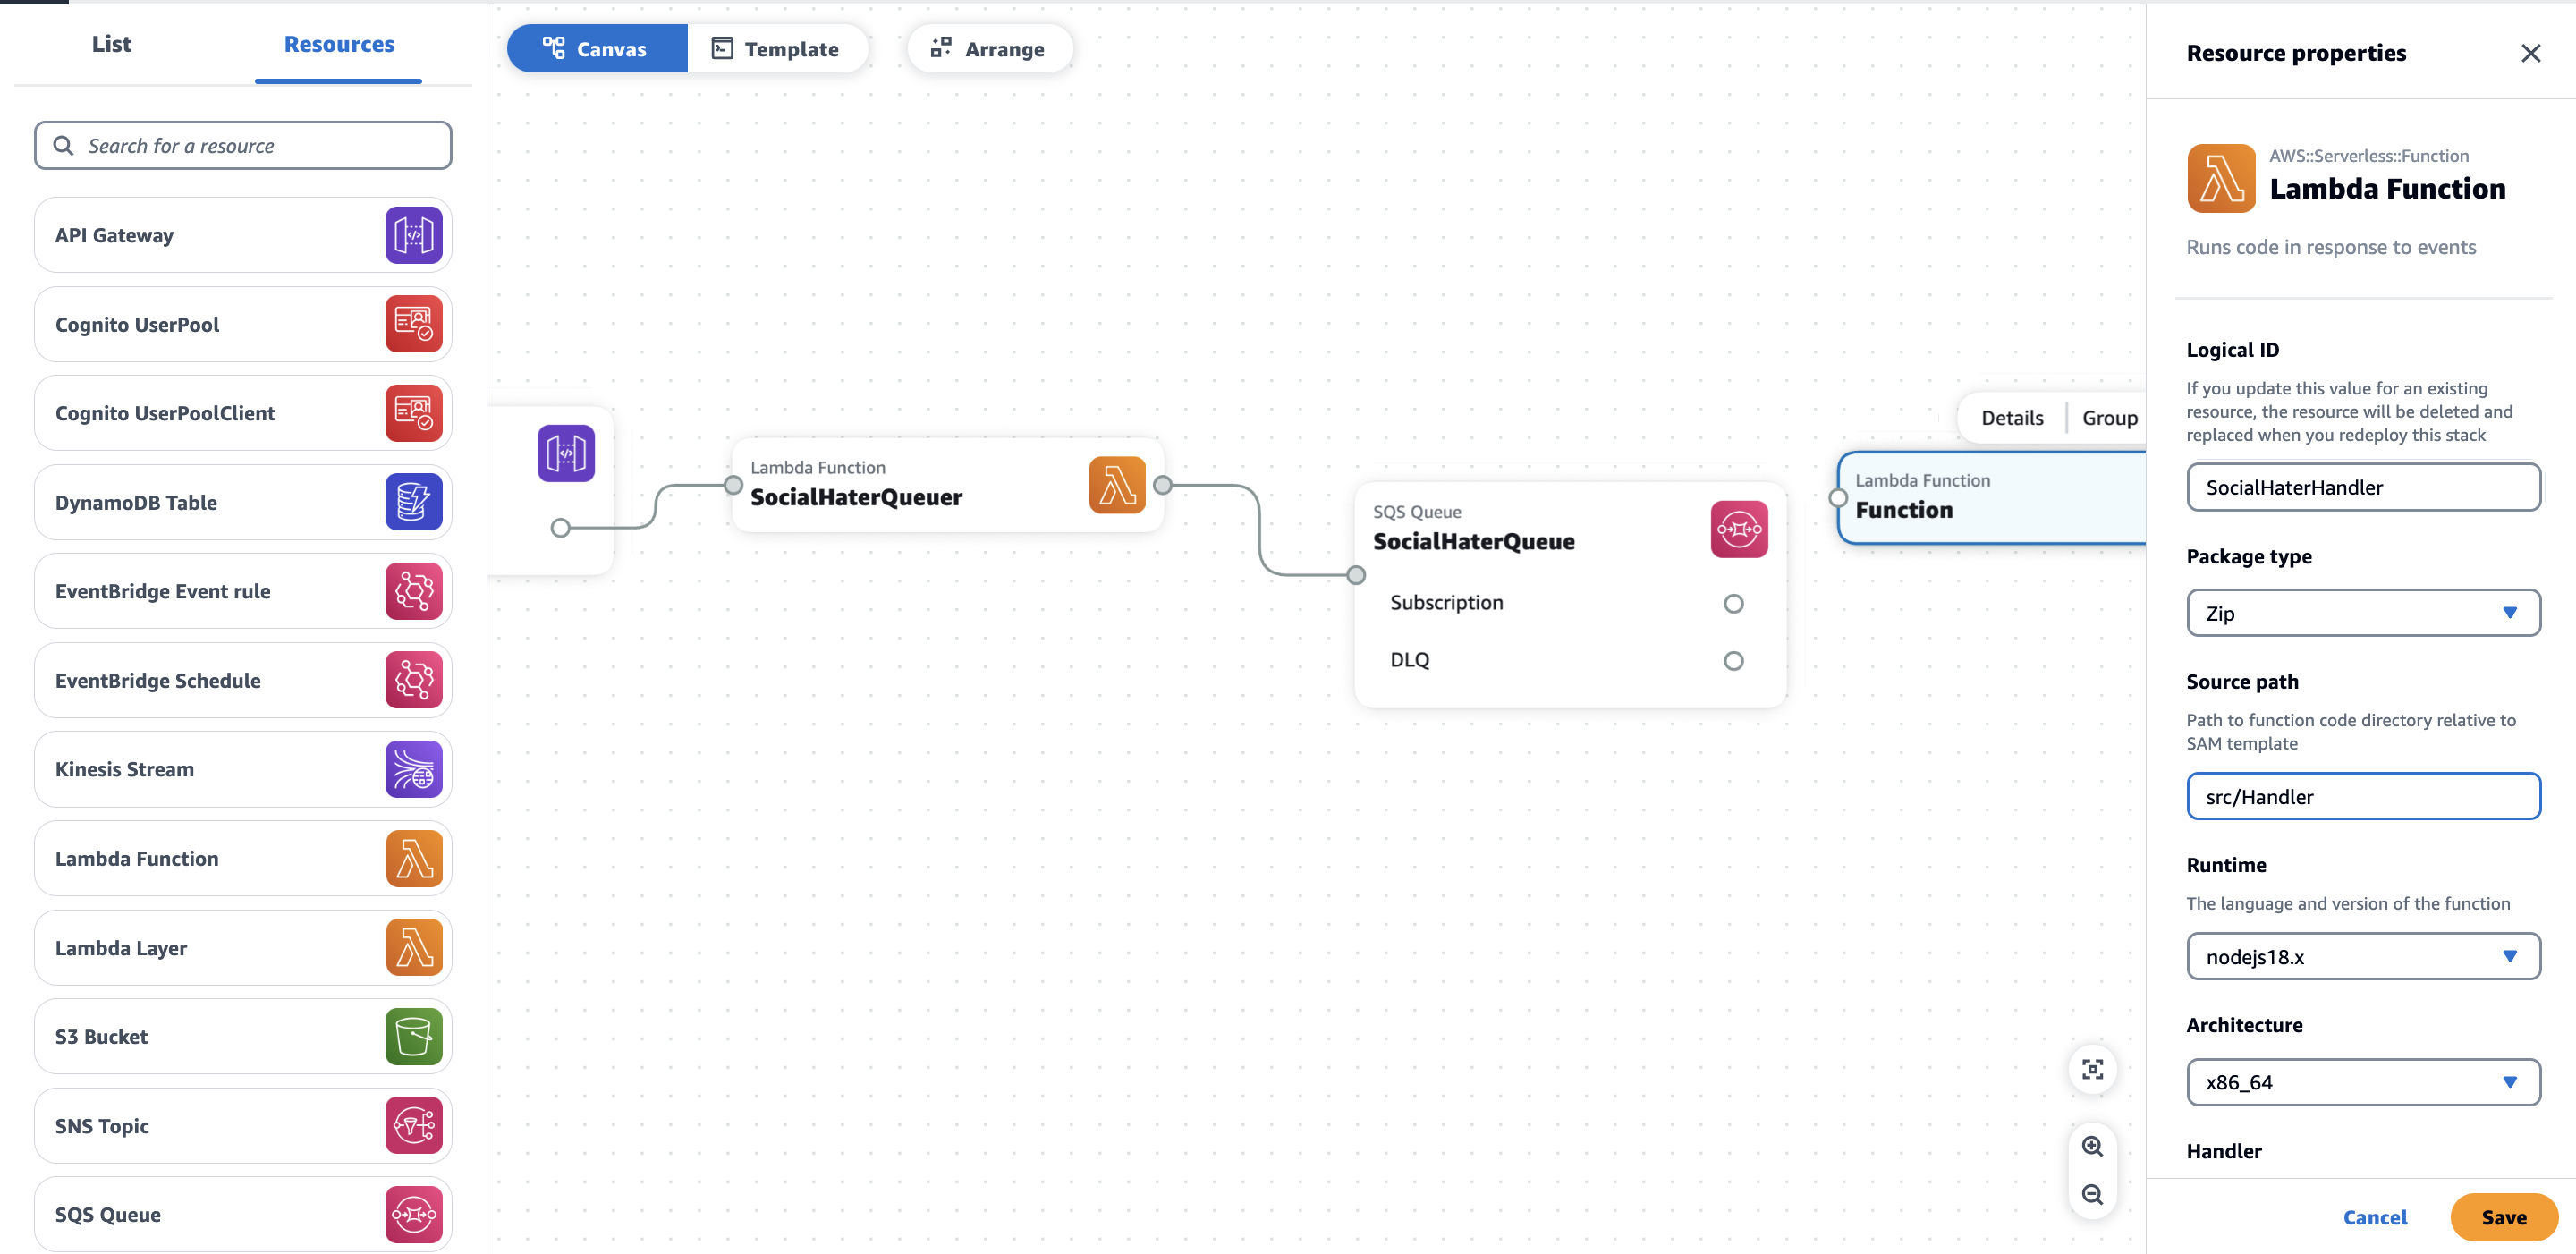 List
Resources
Search for a resource
API Gateway
Cognito UserPool
Cognito UserPoolClient
DynamoDB Table
EventBridge Event rule
EventBridge Schedule
Kinesis Stream
Lambda Function
Lambda Layer
S3 Bucket
SNS Topic
SQS Queue
Canvas
Template
Arrange
Lambda Function
SocialHaterQueuer
SQS Queue
SocialHaterQueue
Subscription
DLQ
Details
Group
Lambda Function
Function
Resource properties
AWS::Serverless::Function
Lambda Function
Runs code in response to events
Logical ID
If you update this value for an existing
resource, the resource will be deleted and
replaced when you redeploy this stack
SocialHaterHandler
Package type
Zip
Source path
Path to function code directory relative to
SAM template
src/Handler
Runtime
The language and version of the function
nodejs18.x
Architecture
x86_64
Handler
Cancel
Save